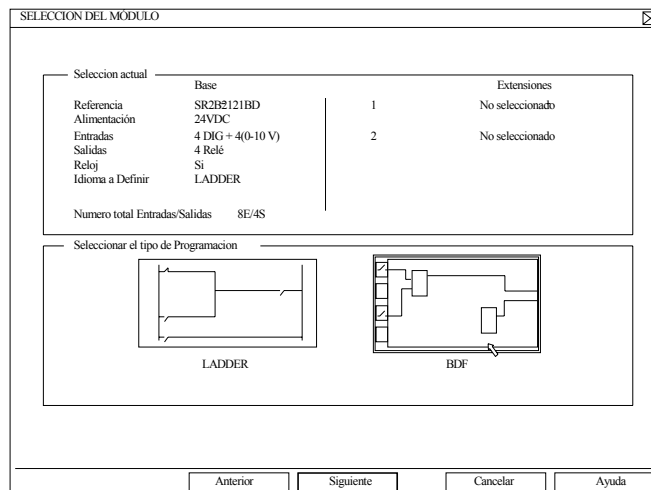 SELECCION DEL MÓDULO
Seleccion actual
Base Extensiones
Referencia SR2B2121BD 1 No seleccionado
Alimentación 24VDC
Entradas 4 DIG + 4(0-10 V) 2 No seleccionado
Salidas 4 Relé
Reloj Si
Idioma a Definir LADDER
Numero total Entradas/Salidas 8E/4S
Seleccionar el tipo de Programacion
LADDER BDF
Anterior Siguiente Cancelar Ayuda